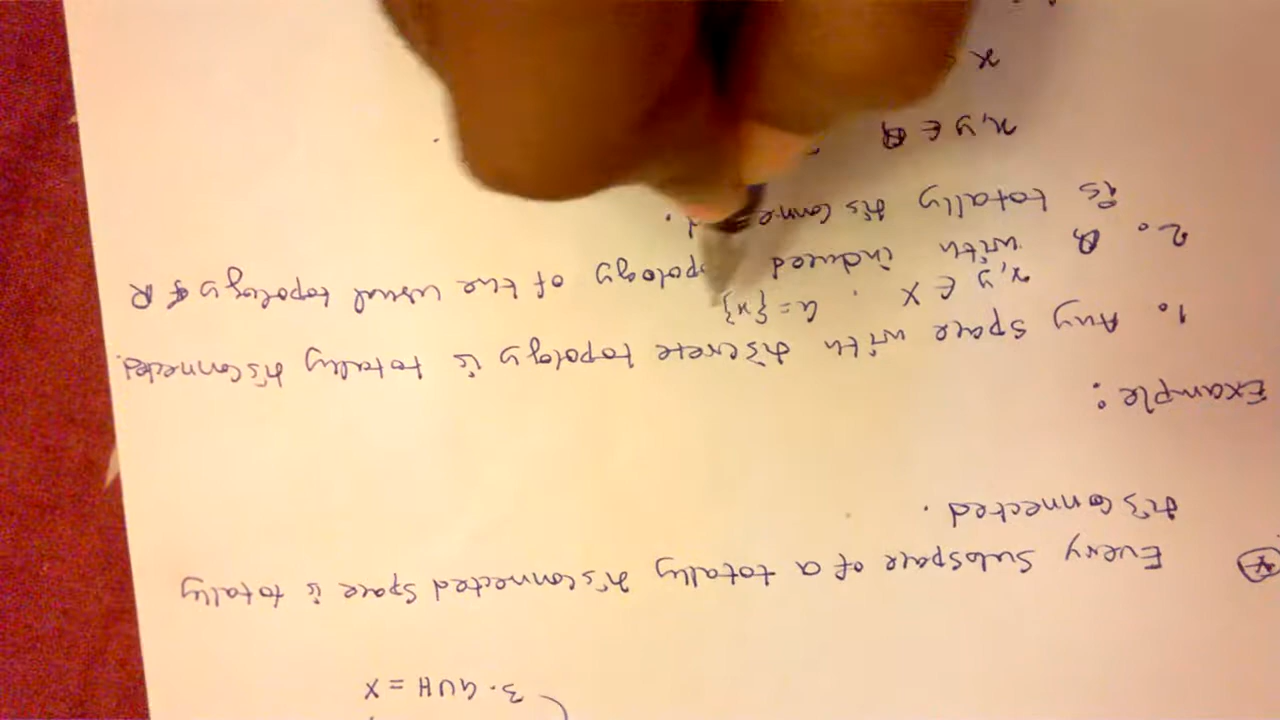 3. GUH = X
Every Subspace of a totally disconnected space is totally
disconnected.
Example:
1. Any space with discrete topology is totally disconnected.
x, y ∈ X. G = {x}
2. Q with induced topology of the usual topology of R
is totally
x, y ∈ Q
x